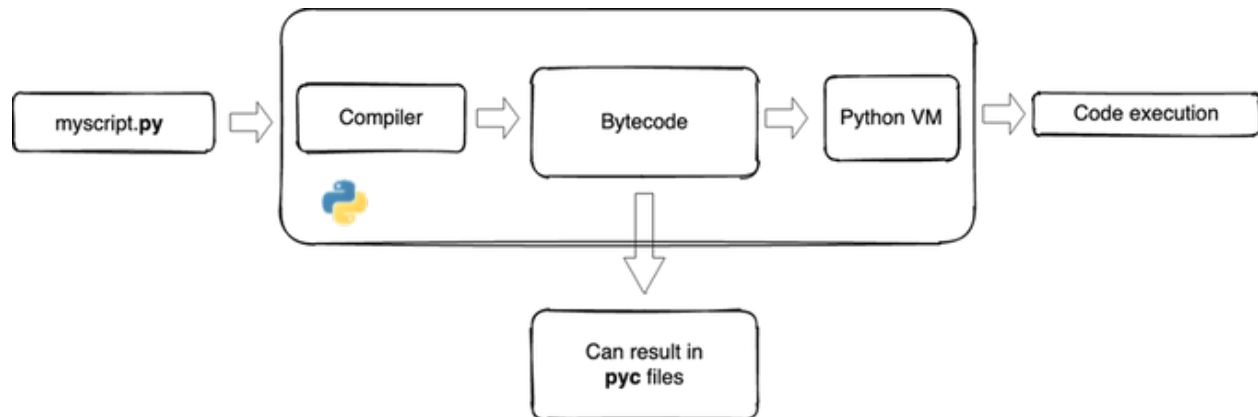 myscript.py
Compiler
Bytecode
Python VM
Code execution
Can result in
pyc files